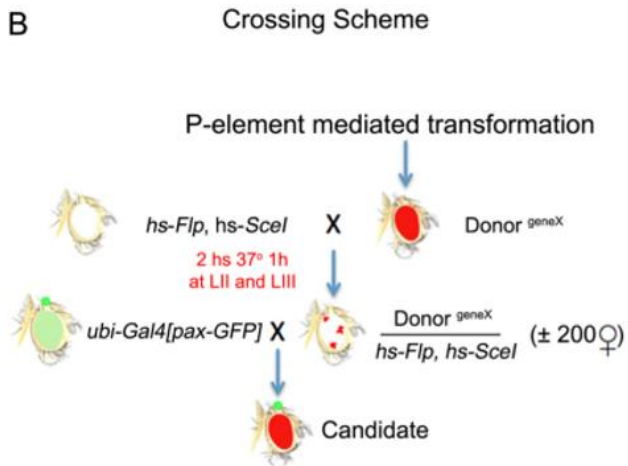 B
Crossing Scheme
P-element mediated transformation
hs-Flp, hs-SceI X Donor geneX
2 hs 37º 1h
at LII and LIII
ubi-Gal4[pax-GFP] X Donor geneX (± 200♀)
hs-Flp, hs-SceI
Candidate